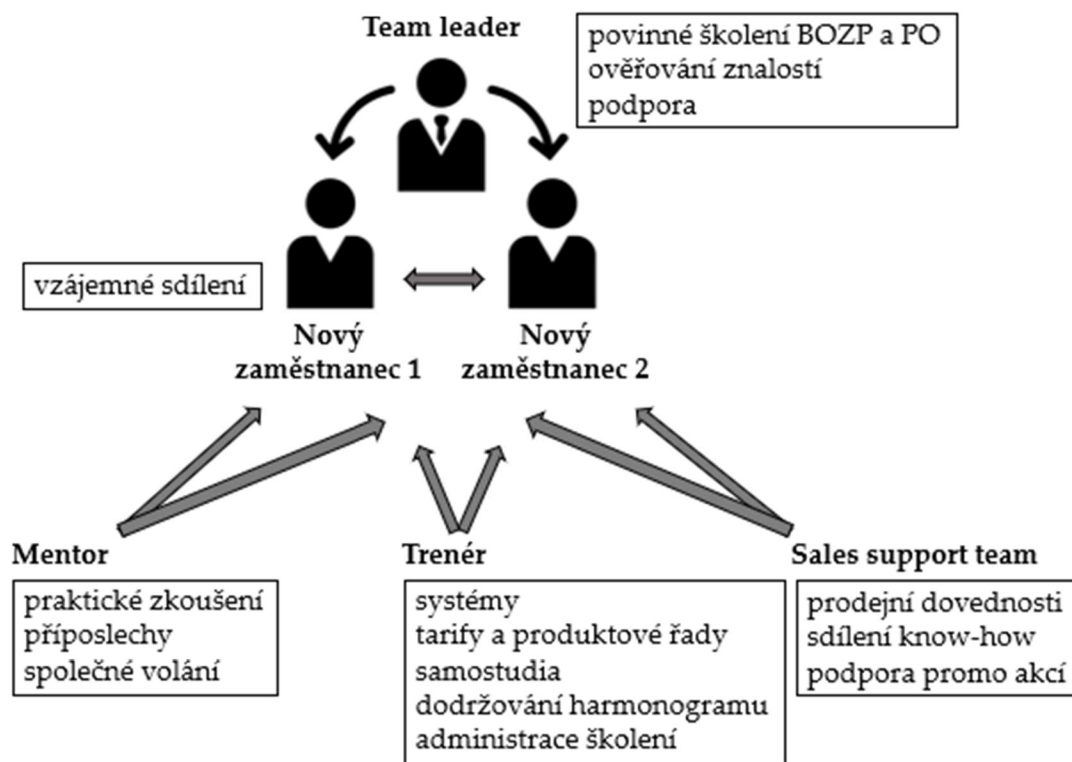 Team leader
povinné školení BOZP a PO
ověřování znalostí
podpora
vzájemné sdílení
Nový
zaměstnanec 1
Nový
zaměstnanec 2
Mentor
praktické zkoušení
příposlechy
společné volání
Trenér
systémy
tarify a produktové řady
samostudia
dodržování harmonogramu
administrace školení
Sales support team
prodejní dovednosti
sdílení know-how
podpora promo akcí